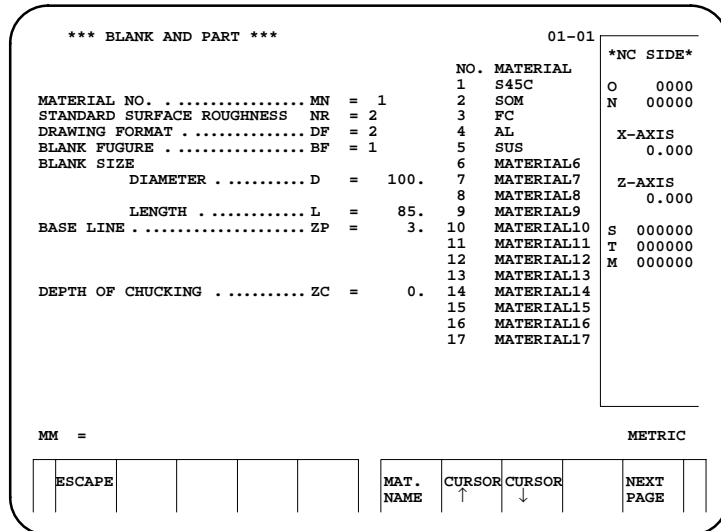 *** BLANK AND PART *** 01–01
*NC SIDE*
NO. MATERIAL
1 S45C
O 0000
MATERIAL NO. . ................ MN = 1 2 SOM
N 00000
STANDARD SURFACE ROUGHNESS NR = 2 3 FC
DRAWING FORMAT ............... DF = 2 4 AL
X–AXIS
BLANK FUGURE . ................ BF = 1 5 SUS
0.000
BLANK SIZE 6 MATERIAL6
DIAMETER . .......... D = 100. 7 MATERIAL7
Z–AXIS
8 MATERIAL8
0.000
LENGTH . ............ L = 85. 9 MATERIAL9
BASE LINE . .................... ZP = 3. 10 MATERIAL10
S 000000
11 MATERIAL11
T 000000
12 MATERIAL12
M 000000
13 MATERIAL13
DEPTH OF CHUCKING . .......... ZC = 0. 14 MATERIAL14
15 MATERIAL15
16 MATERIAL16
17 MATERIAL17
MM = METRIC
ESCAPE MAT. NAME CURSOR ↑ CURSOR ↓ NEXT PAGE